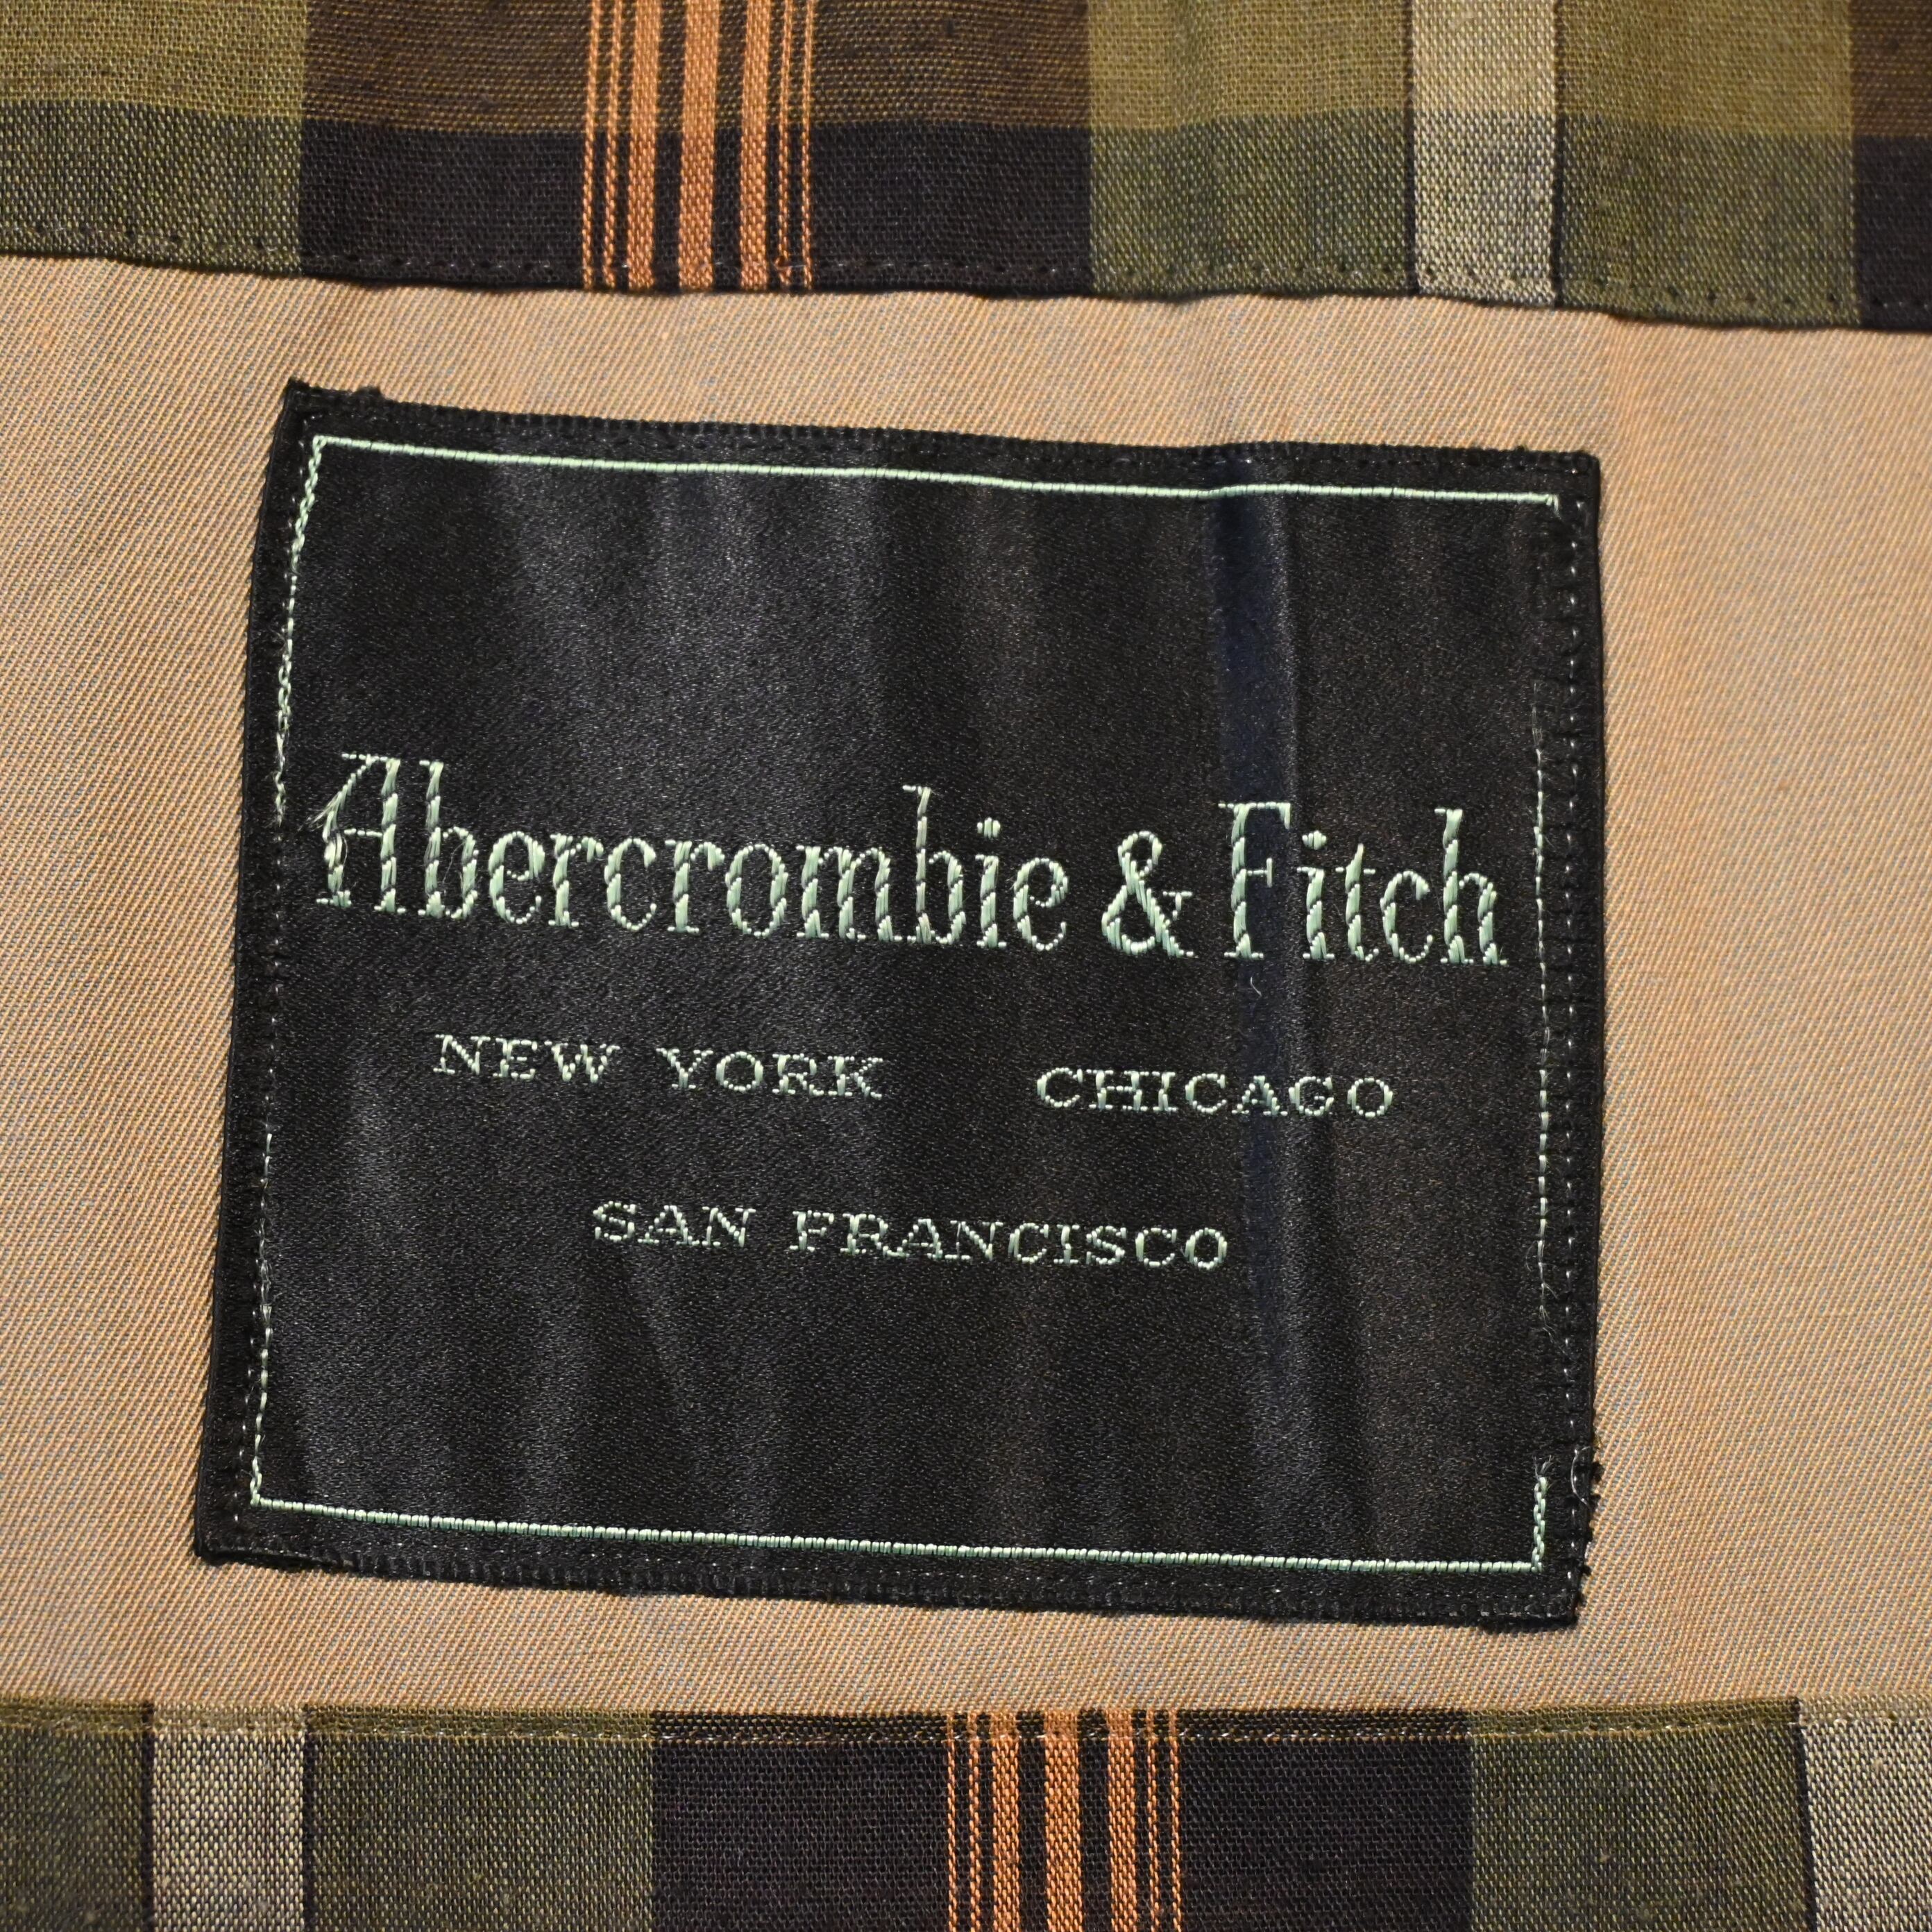 Abercrombie & Fitch
NEW YORK CHICAGO
SAN FRANCISCO